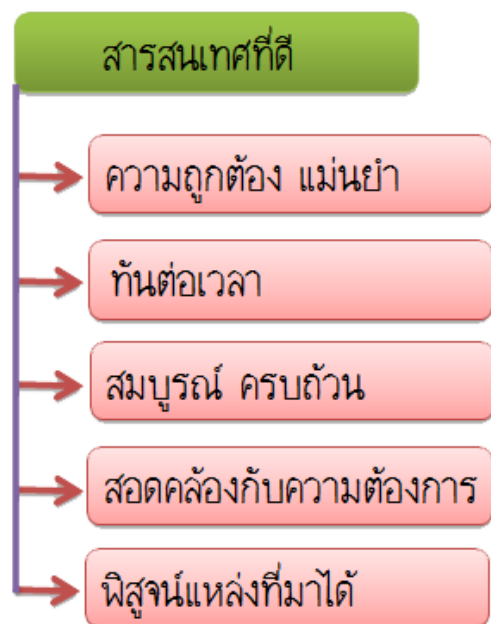 สารสนเทศที่ดี
ความถูกต้อง แม่นยำ
ทันต่อเวลา
สมบูรณ์ ครบถ้วน
สอดคล้องกับความต้องการ
พิสูจน์แหล่งที่มาได้